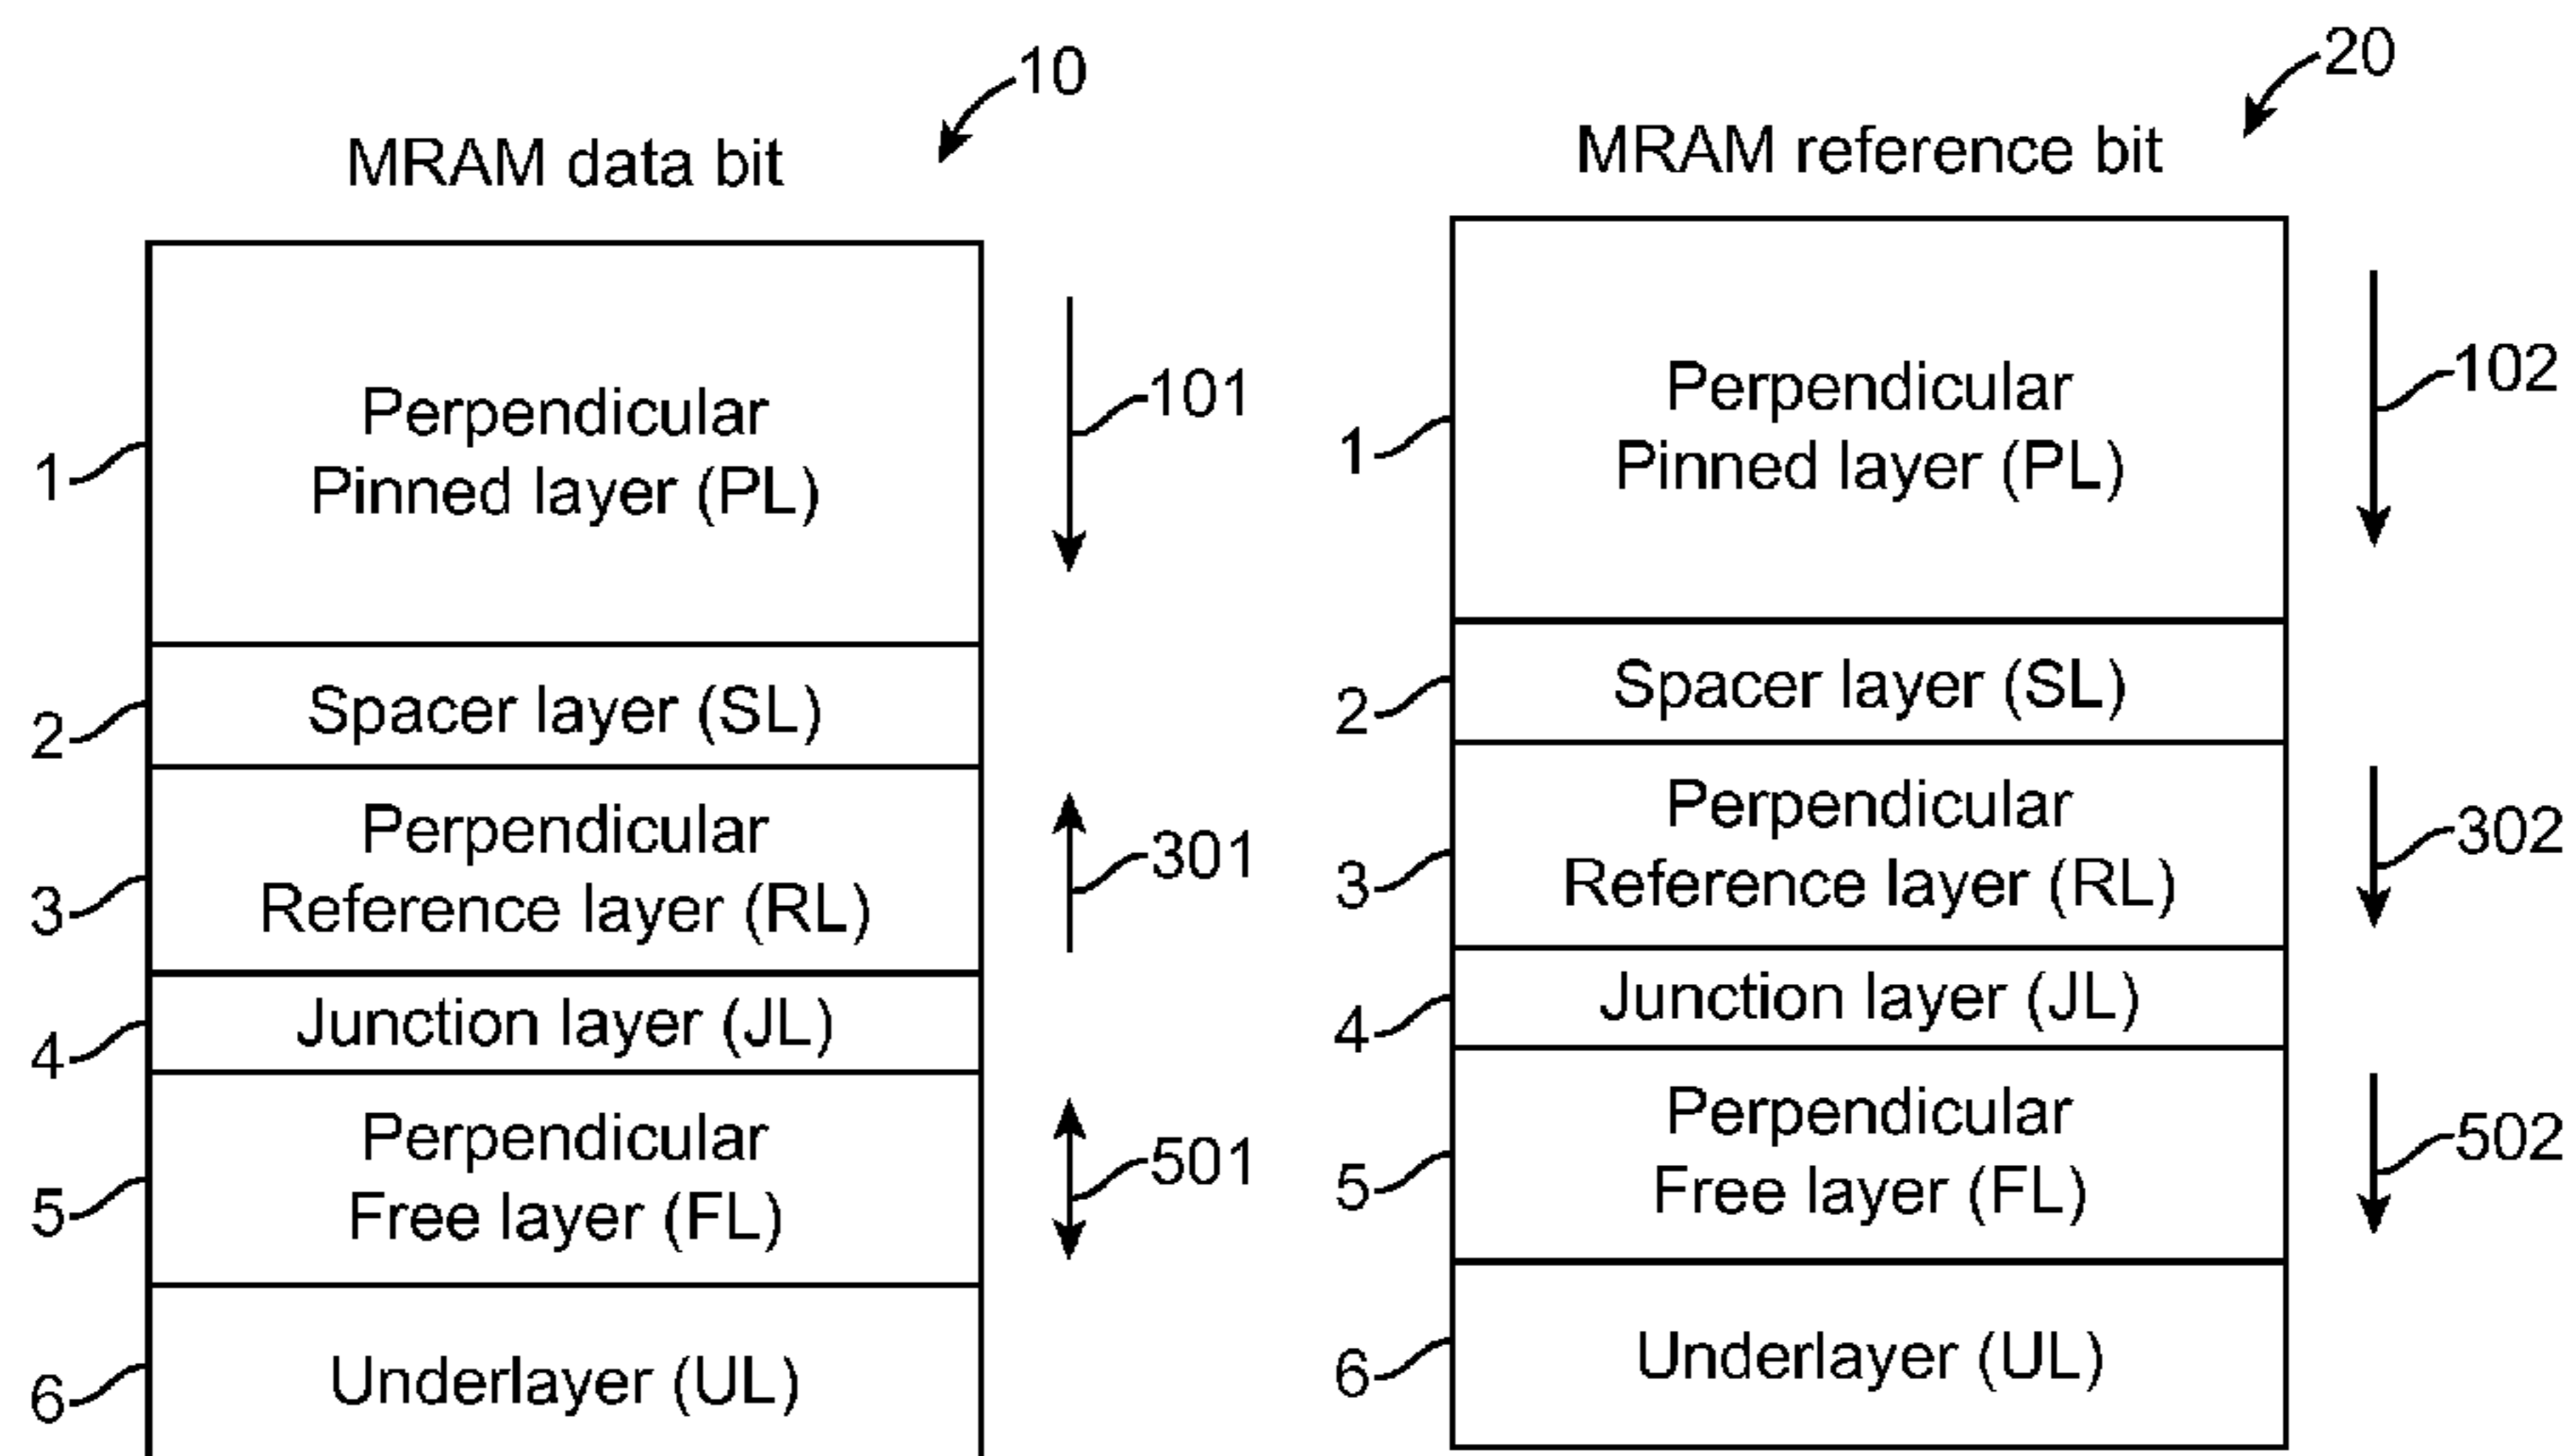 10
MRAM data bit
1
Perpendicular
Pinned layer (PL)
101
2
Spacer layer (SL)
3
Perpendicular
Reference layer (RL)
301
4
Junction layer (JL)
5
Perpendicular
Free layer (FL)
501
6
Underlayer (UL)
20
MRAM reference bit
1
Perpendicular
Pinned layer (PL)
102
2
Spacer layer (SL)
3
Perpendicular
Reference layer (RL)
302
4
Junction layer (JL)
5
Perpendicular
Free layer (FL)
502
6
Underlayer (UL)